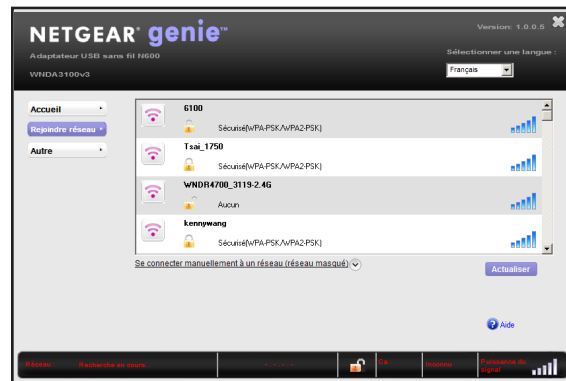 NETGEAR® genie™
Version: 1.0.0.5
Adaptateur USB sans fil N600
Sélectionner une langue :
WNDA3100v3
Français
Accueil
Rejoindre réseau
Autre
6100
Sécurisé(WPA-PSK/WPA2-PSK)
Tsai_1750
Sécurisé(WPA-PSK/WPA2-PSK)
WNDR4700_3119-2.4G
Aucun
kennywang
Sécurisé(WPA-PSK/WPA2-PSK)
Se connecter manuellement à un réseau (réseau masqué)
Actualiser
Aide
Réseau : Recherche en cours... -.-.-.- Ca Inconnu Puissance du
signal